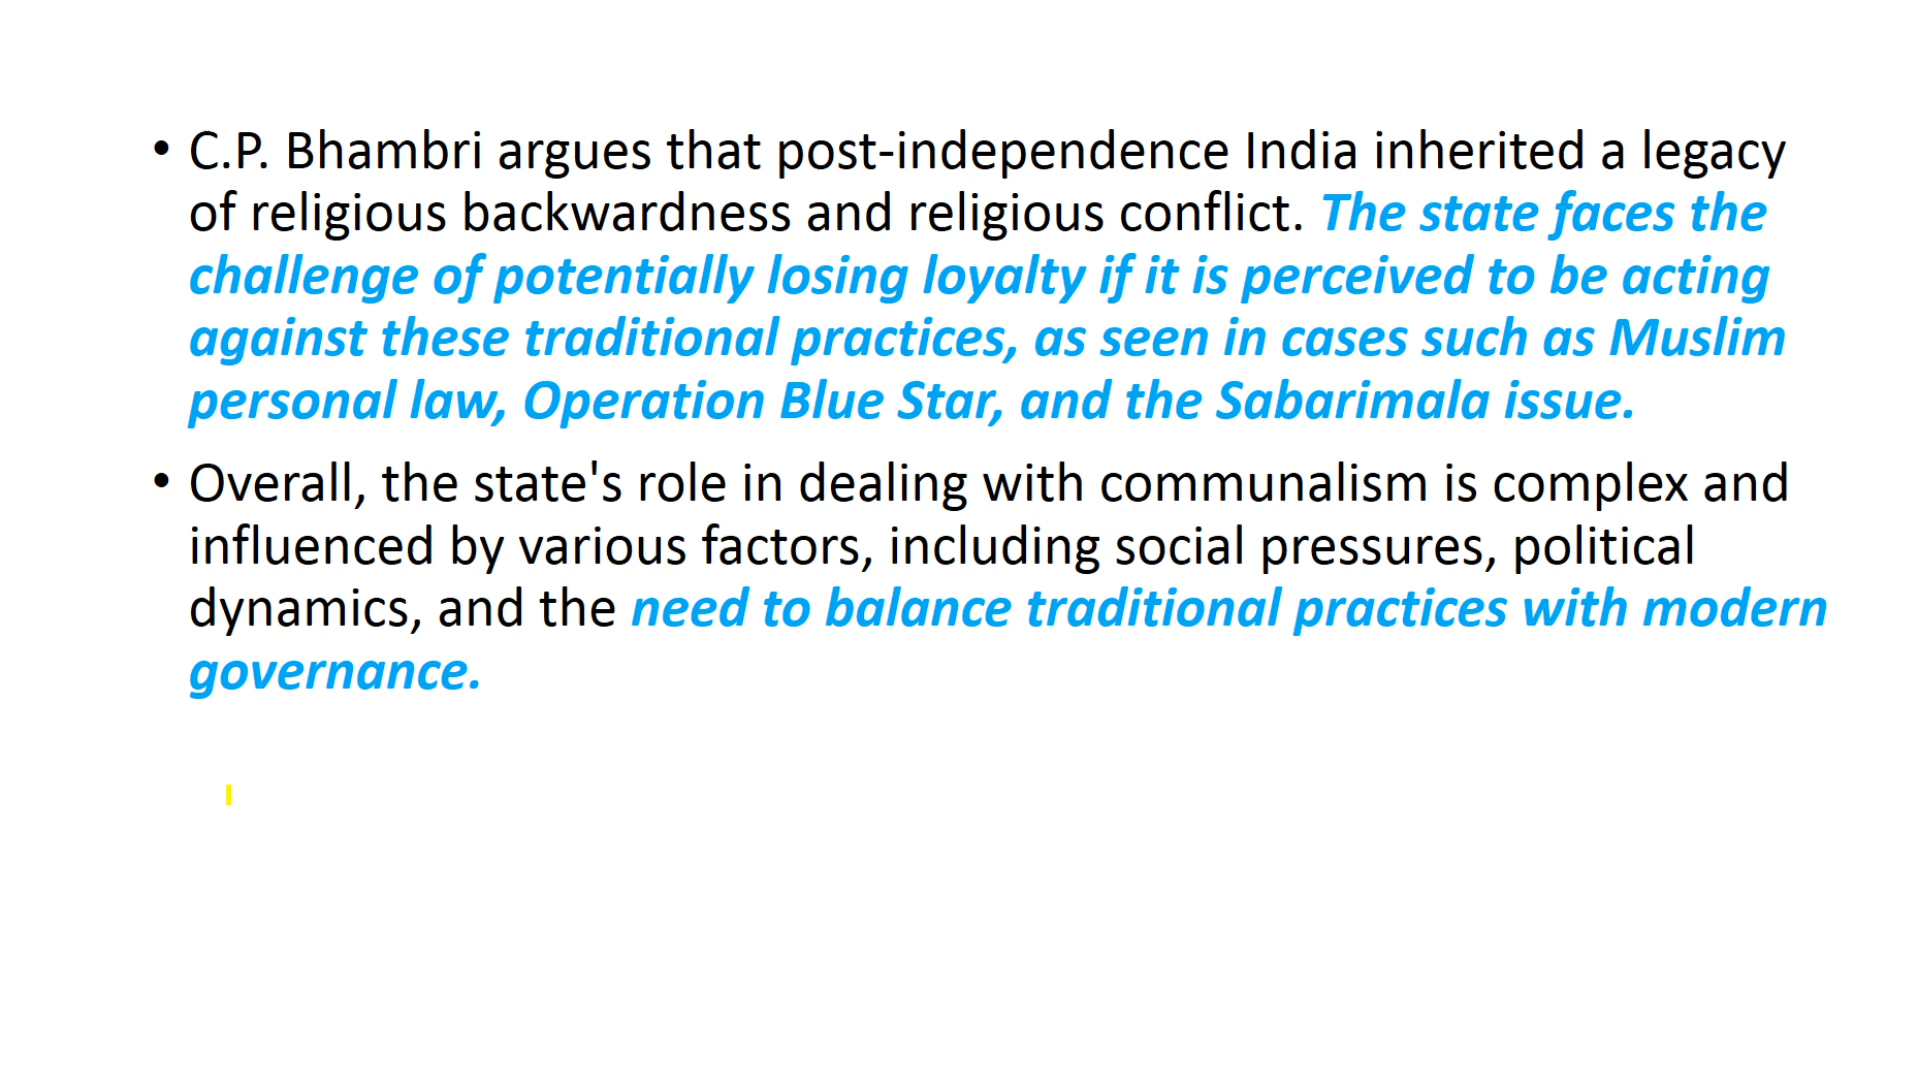 • C.P. Bhambri argues that post-independence India inherited a legacy
of religious backwardness and religious conflict. The state faces the
challenge of potentially losing loyalty if it is perceived to be acting
against these traditional practices, as seen in cases such as Muslim
personal law, Operation Blue Star, and the Sabarimala issue.
• Overall, the state's role in dealing with communalism is complex and
influenced by various factors, including social pressures, political
dynamics, and the need to balance traditional practices with modern
governance.